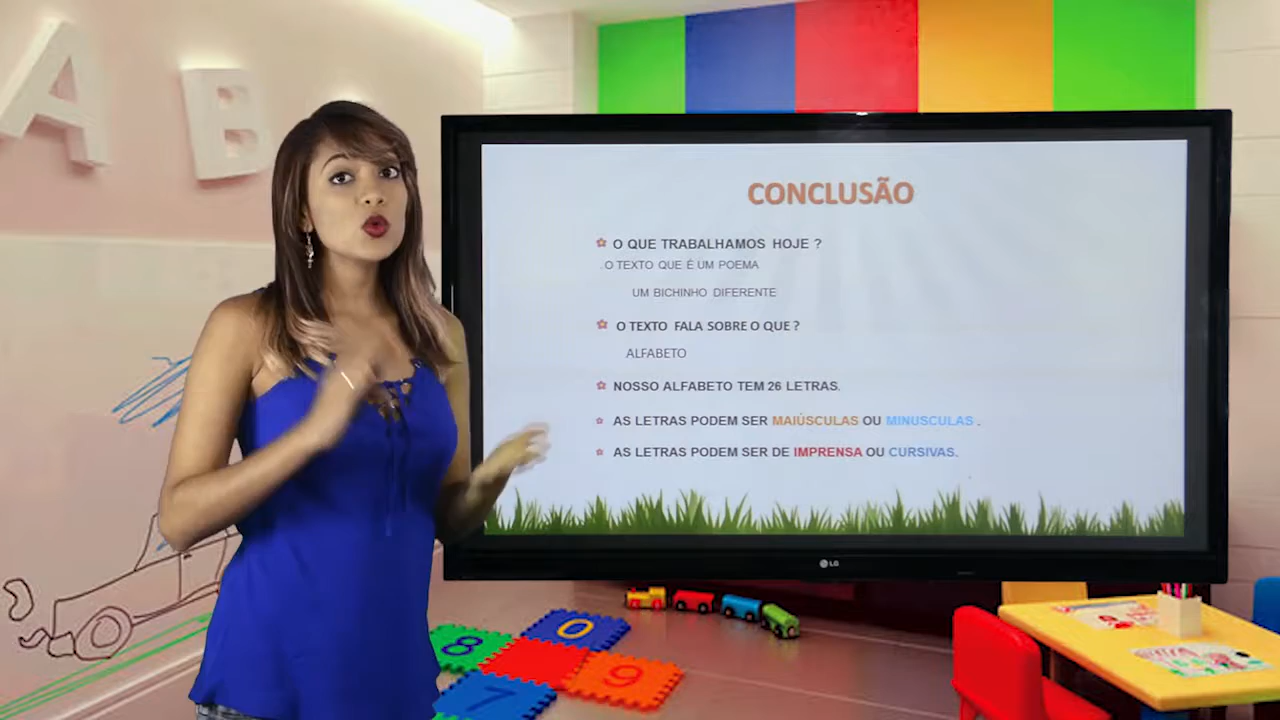 A B
CONCLUSÃO
O QUE TRABALHAMOS HOJE ?
.O TEXTO QUE É UM POEMA
UM BICHINHO DIFERENTE
O TEXTO FALA SOBRE O QUE ?
ALFABETO
NOSSO ALFABETO TEM 26 LETRAS.
AS LETRAS PODEM SER MAIÚSCULAS OU MINUSCULAS .
AS LETRAS PODEM SER DE IMPRENSA OU CURSIVAS.
LG
8 0
7 9